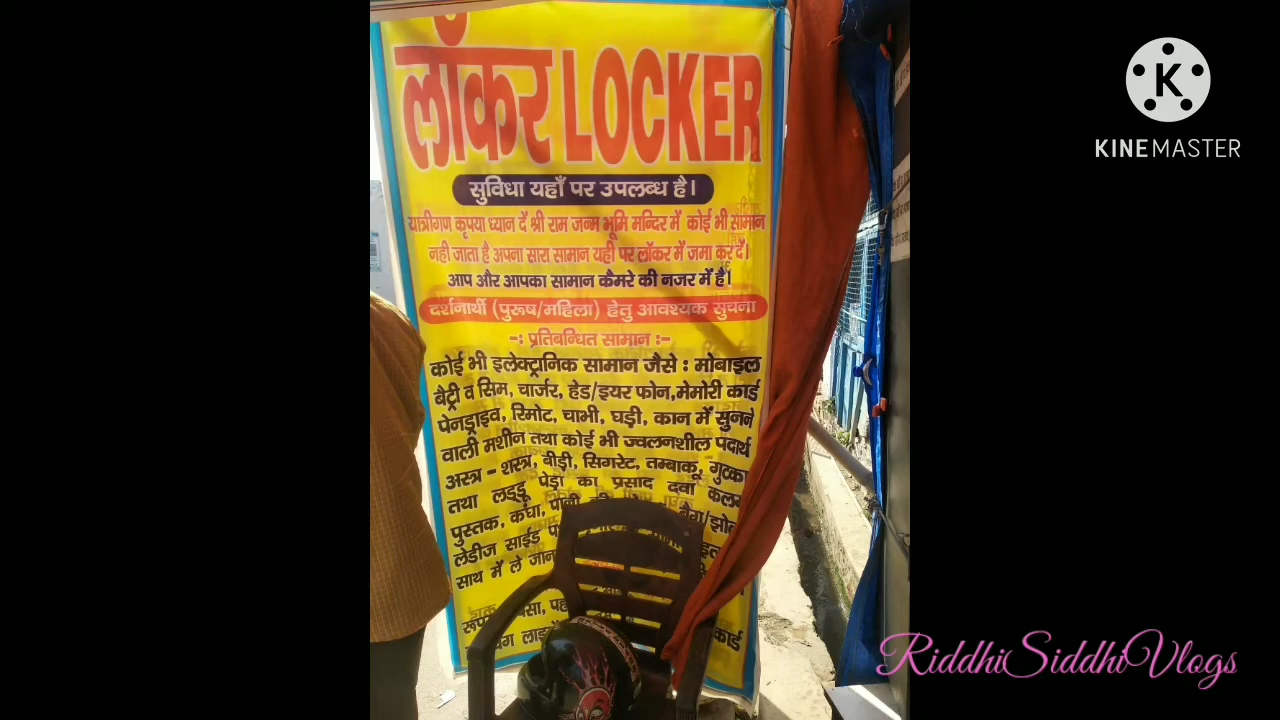 लॉकर LOCKER
सुविधा यहाँ पर उपलब्ध है।
यात्रीगण कृपया ध्यान दें श्री राम जन्म भूमि मन्दिर में कोई भी सामान
नही जाता है अपना सारा सामान यही पर लॉकर में जमा कर दें।
आप और आपका सामान कैमरे की नजर में है।
दर्शनार्थी (पुरूष/महिला) हेतु आवश्यक सुचना
-: प्रतिबन्धित सामान :-
कोई भी इलेक्ट्रानिक सामान जैसे : मोबाइल
बैट्री व सिम, चार्जर, हेड/इयर फोन,मेमोरी कार्ड
पेनड्राइव, रिमोट, चाभी, घड़ी, कान में सुनने
वाली मशीन तथा कोई भी ज्वलनशील पदार्थ
अस्त्र - शस्त्र, बीड़ी, सिगरेट, तम्बाकू, गुटका
तथा लड्डू पेड़ा का प्रसाद दवा
पुस्तक, कंघा,
लेडीज साईड
साथ में ले
कार्ड
K
KINEMASTER
RiddhiSiddhiVlogs